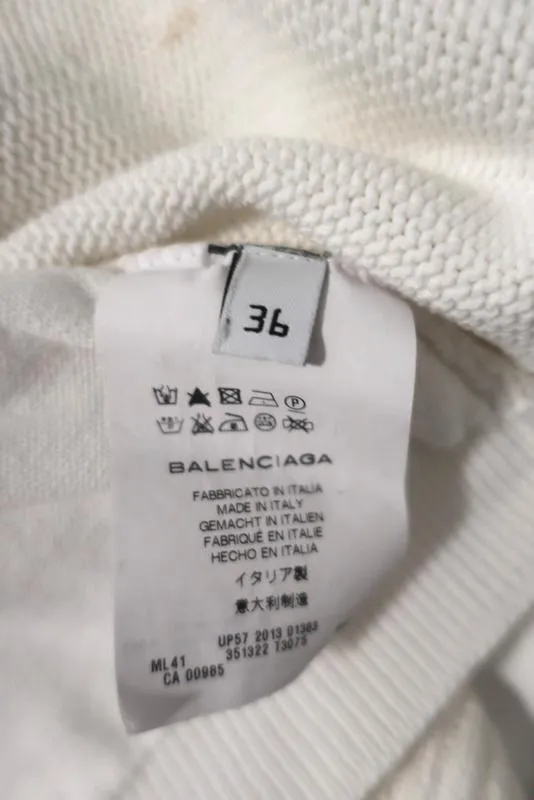 36
P
BALENCIAGA
FABBRICATO IN ITALIA
MADE IN ITALY
GEMACHT IN ITALIEN
FABRIQUÉ EN ITALIE
HECHO EN ITALIA
イタリア製
意大利制造
UP57 2013 01363
ML41 351322 T3075
CA 00985